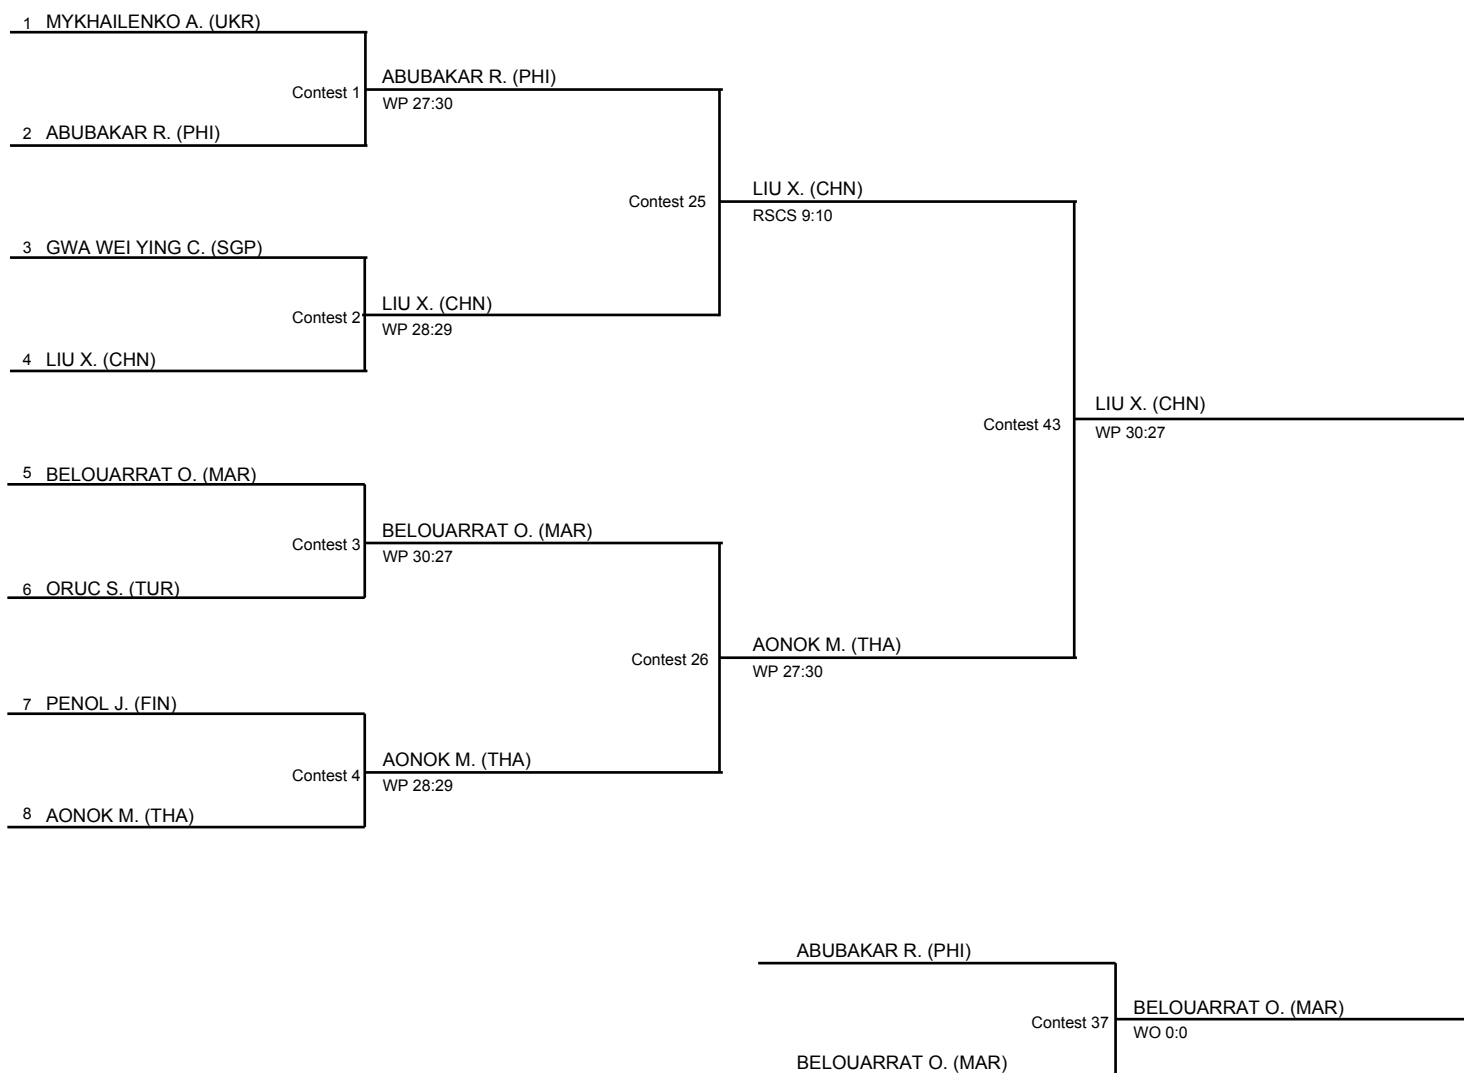 1 MYKHAILENKO A. (UKR)
ABUBAKAR R. (PHI)
Contest 1
WP 27:30
2 ABUBAKAR R. (PHI)
LIU X. (CHN)
Contest 25
RSCS 9:10
3 GWA WEI YING C. (SGP)
LIU X. (CHN)
Contest 2
WP 28:29
4 LIU X. (CHN)
LIU X. (CHN)
Contest 43
WP 30:27
5 BELOUARRAT O. (MAR)
BELOUARRAT O. (MAR)
Contest 3
WP 30:27
6 ORUC S. (TUR)
AONOK M. (THA)
Contest 26
WP 27:30
7 PENOL J. (FIN)
AONOK M. (THA)
Contest 4
WP 28:29
8 AONOK M. (THA)
ABUBAKAR R. (PHI)
BELOUARRAT O. (MAR)
Contest 37
WO 0:0
BELOUARRAT O. (MAR)